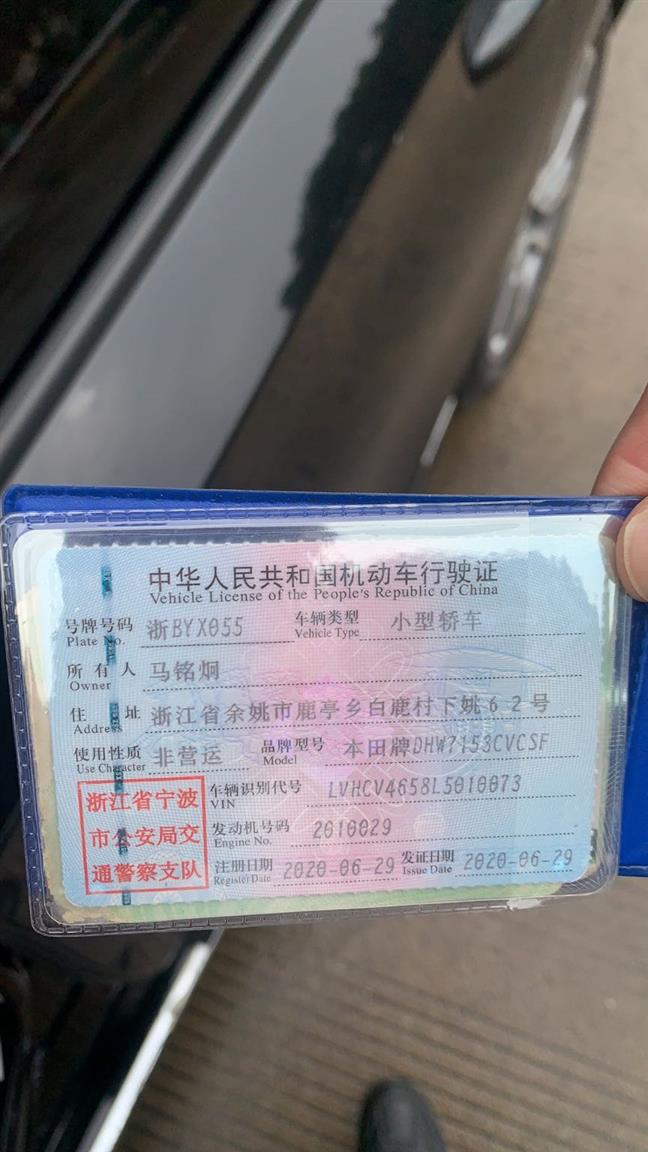 中华人民共和国机动车行驶证
Vehicle License of the People's Republic of China
号牌号码 Plate No. 浙BYX055 车辆类型 Vehicle Type 小型轿车
所有人 Owner 马铭炯
住址 Address 浙江省余姚市鹿亭乡白鹿村下姚62号
使用性质 Use Character 非营运 品牌型号 Model 本田牌DHW7153CVCSF
车辆识别代号 VIN LVHCV4658L5010073
发动机号码 Engine No. 2010029
注册日期 Register Date 2020-06-29 发证日期 Issue Date 2020-06-29
浙江省宁波
市公安局交
通警察支队